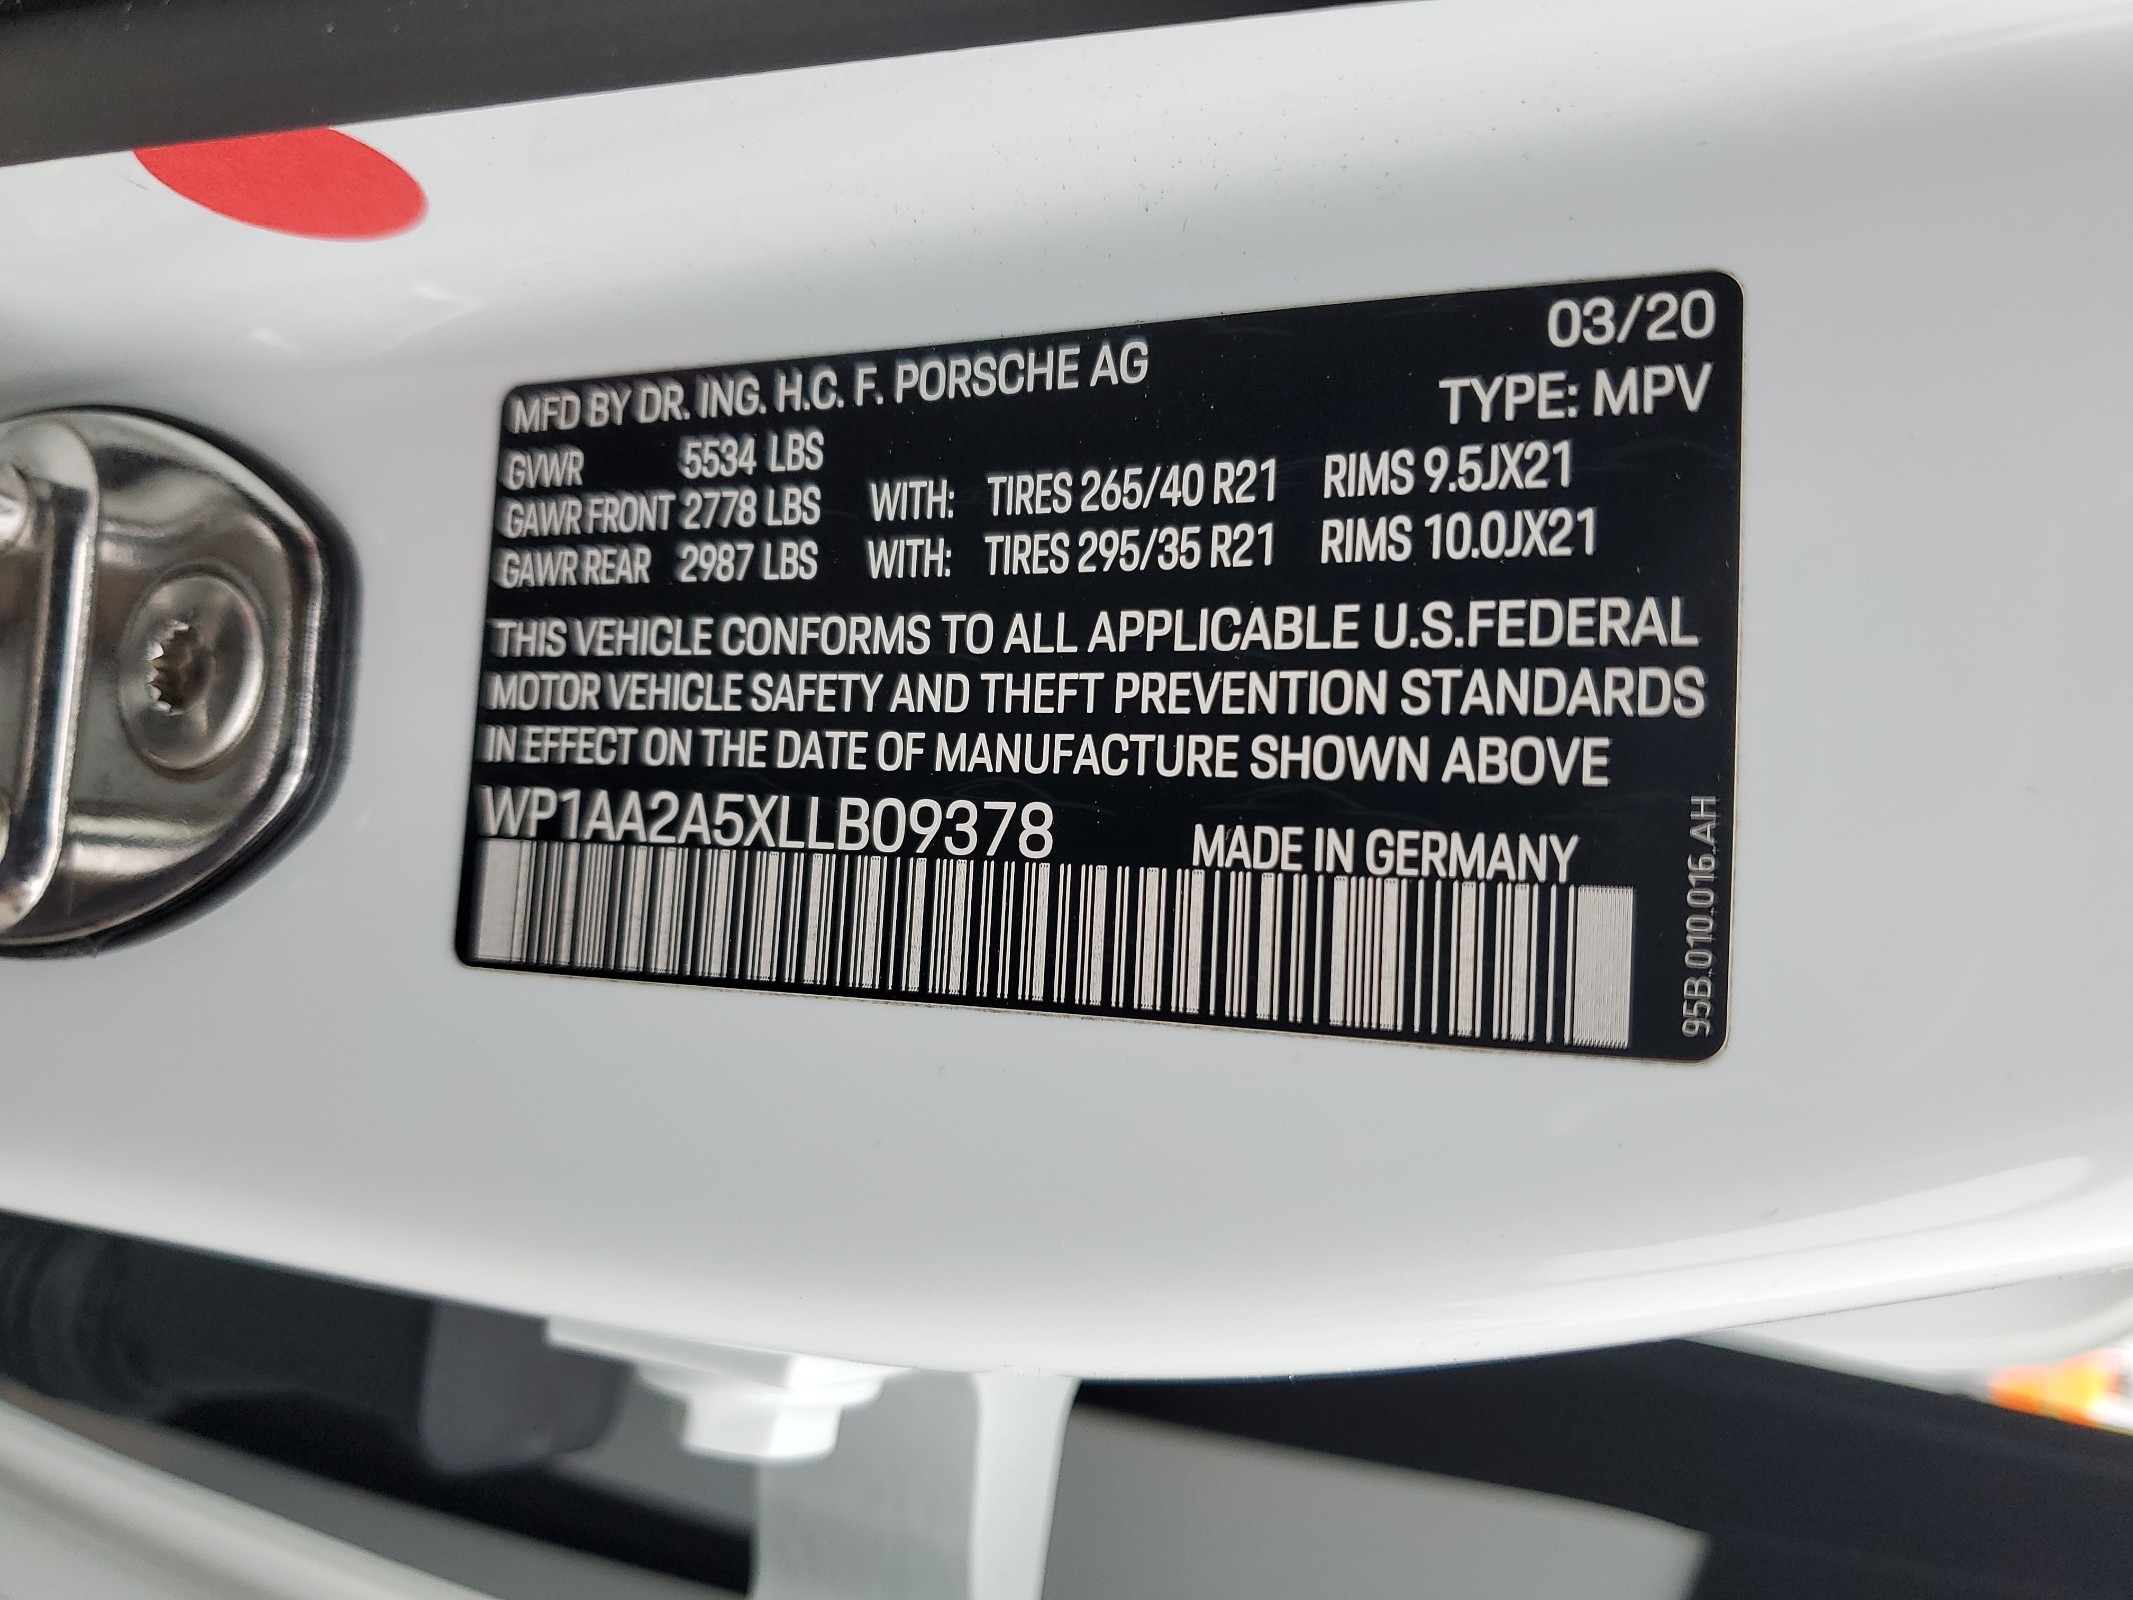 03/20
MFD BY DR. ING. H.C. F. PORSCHE AG
TYPE: MPV
GVWR 5534 LBS
GAWR FRONT 2778 LBS WITH: TIRES 265/40 R21 RIMS 9.5JX21
GAWR REAR 2987 LBS WITH: TIRES 295/35 R21 RIMS 10.0JX21
THIS VEHICLE CONFORMS TO ALL APPLICABLE U.S.FEDERAL
MOTOR VEHICLE SAFETY AND THEFT PREVENTION STANDARDS
IN EFFECT ON THE DATE OF MANUFACTURE SHOWN ABOVE
WP1AA2A5XLLB09378
MADE IN GERMANY
95B.010.016.AH